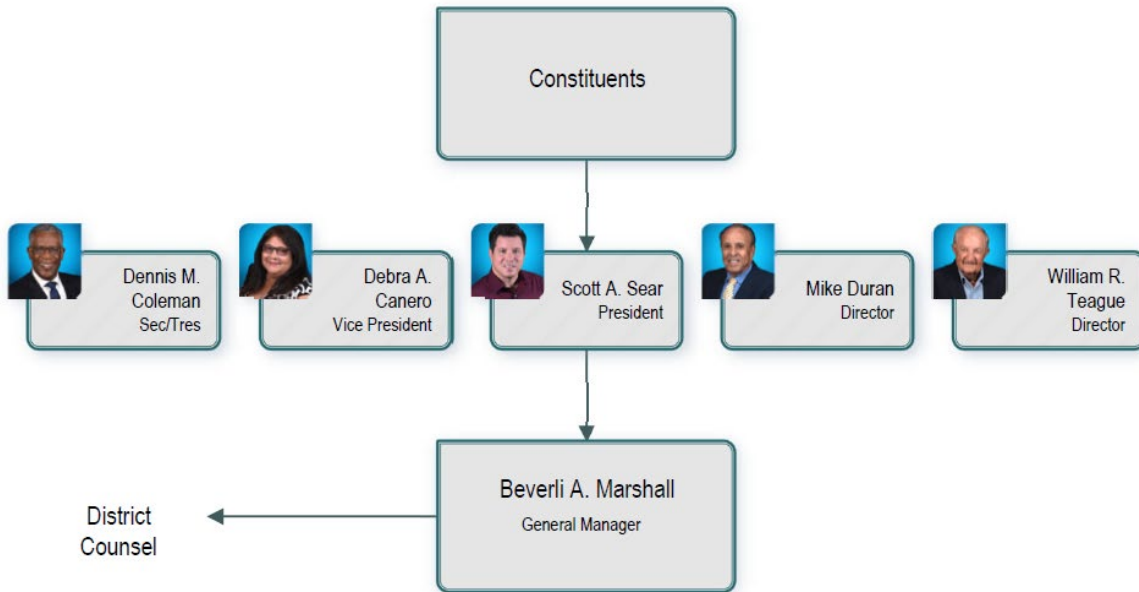 Constituents
Dennis M.
Coleman
Sec/Tres
Debra A.
Canero
Vice President
Scott A. Sear
President
Mike Duran
Director
William R.
Teague
Director
Beverli A. Marshall
General Manager
District
Counsel